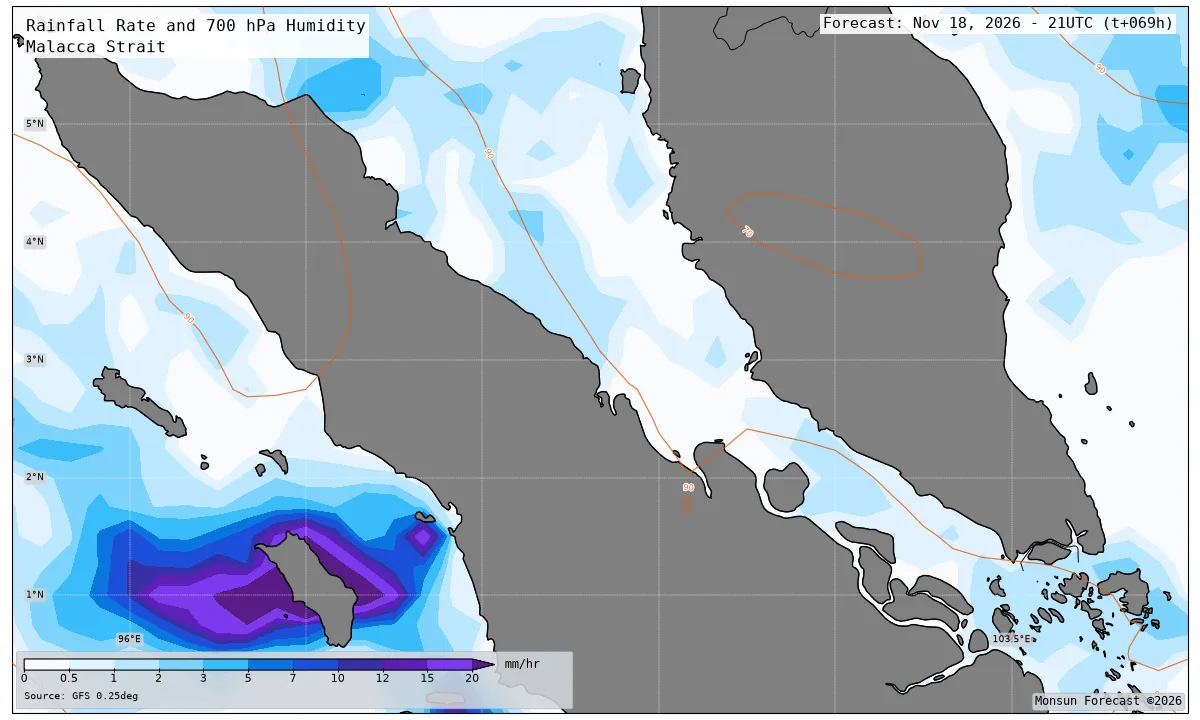 Rainfall Rate and 700 hPa Humidity
Malacca Strait
Forecast: Nov 18, 2026 - 21UTC (t+069h)
90
5°N
90
4°N
70
90
3°N
2°N
90
1°N
96°E
103.5°E
mm/hr
0 0.5 1 2 3 5 7 10 12 15 20
Source: GFS 0.25deg
Monsun Forecast ©2026